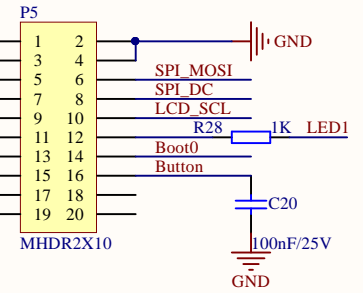 P5
1 2 GND
3 4
5 6 SPI_MOSI
7 8 SPI_DC
9 10 LCD_SCL
11 12 R28 1K LED1
13 14 Boot0
15 16 Button
17 18 C20
19 20
MHDR2X10 100nF/25V
GND